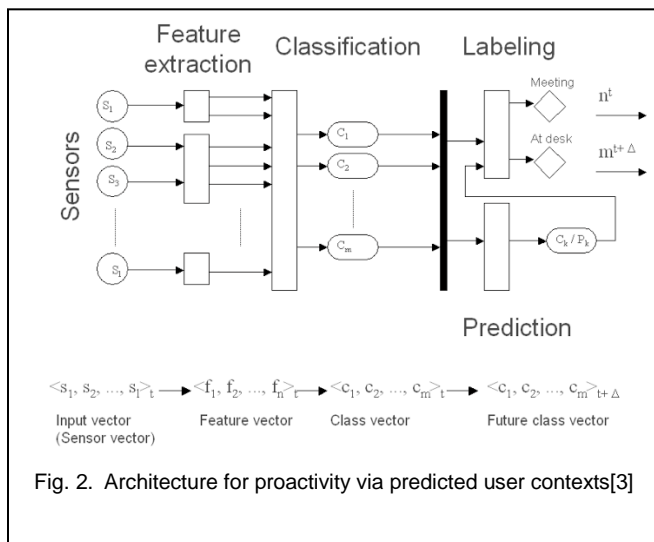 Feature extraction
Classification
Labeling
Sensors
S1
S2
S3
Sl
C1
C2
Cm
Meeting
At desk
n^t
m^t+Δ
Ck / Pk
Prediction
<s1, s2, ..., sl>t
<f1, f2, ..., fn>t
<c1, c2, ..., cm>t
<c1, c2, ..., cm>t+Δ
Input vector
(Sensor vector)
Feature vector
Class vector
Future class vector
Fig. 2. Architecture for proactivity via predicted user contexts[3]